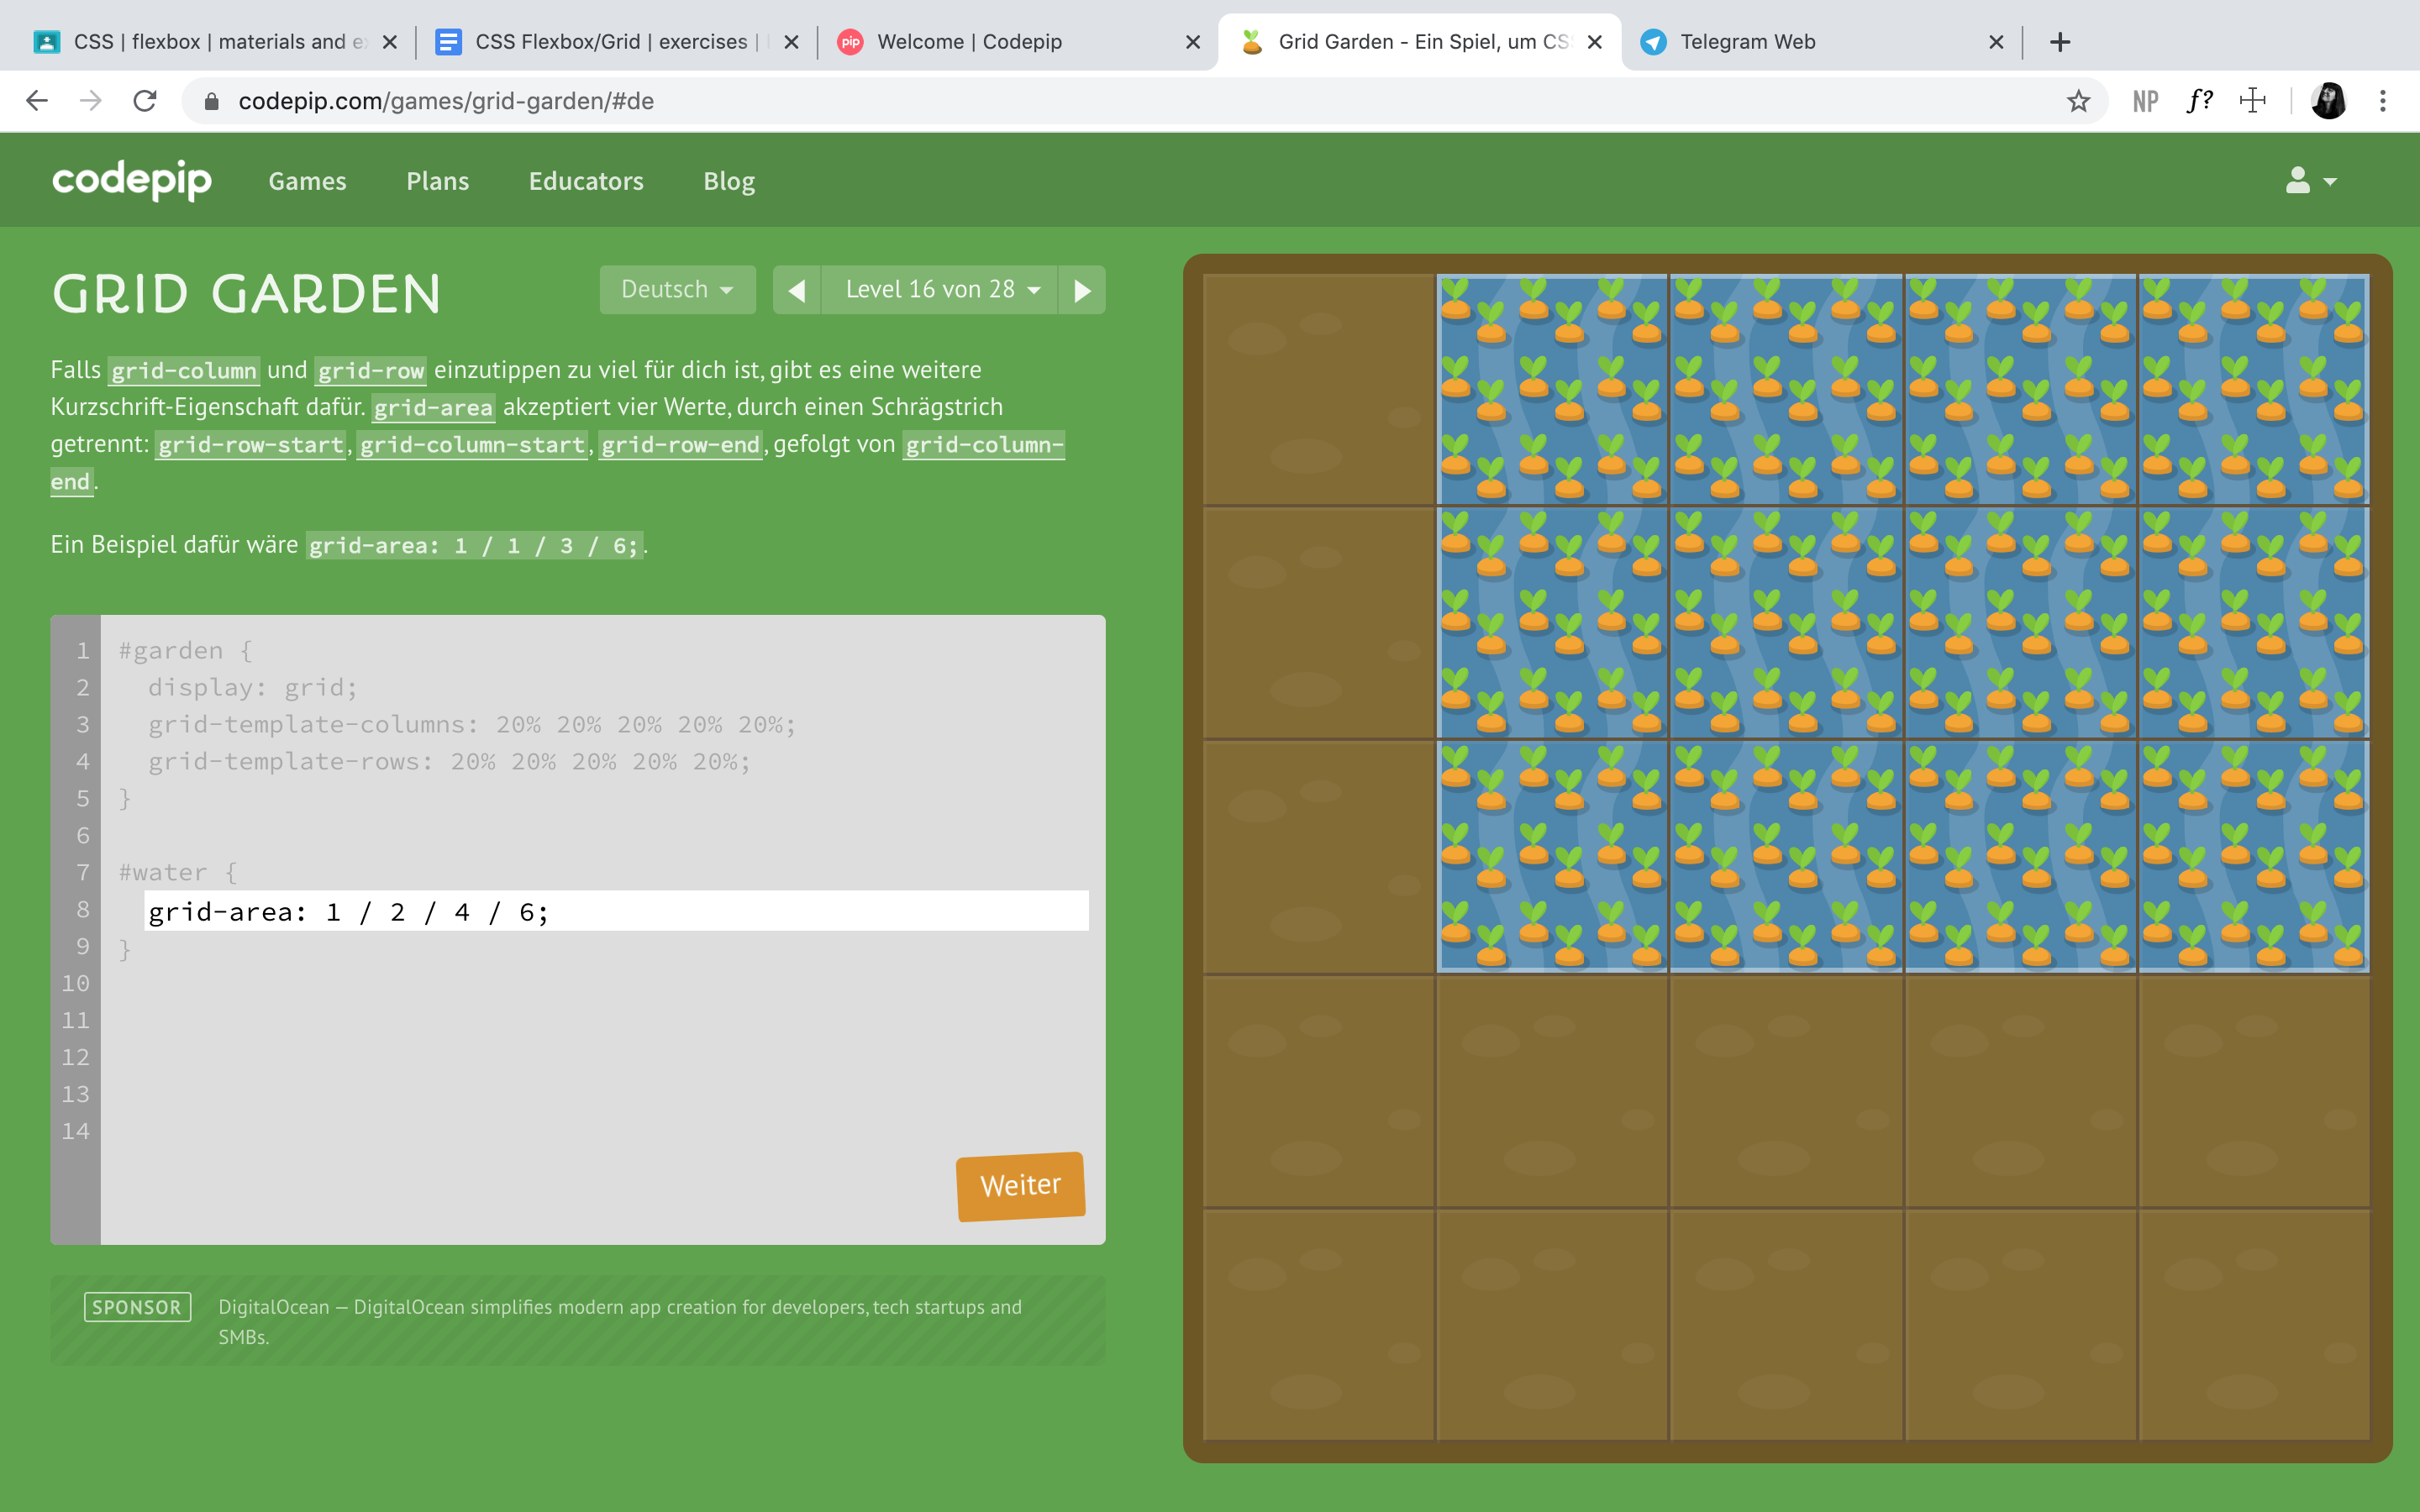 CSS | flexbox | materials and e
CSS Flexbox/Grid | exercises |
pip
Welcome | Codepip
Grid Garden - Ein Spiel, um CS
Telegram Web
codepip.com/games/grid-garden/#de
NP
f?
codepip
Games
Plans
Educators
Blog
GRID GARDEN
Deutsch
Level 16 von 28
Falls grid-column und grid-row einzutippen zu viel für dich ist, gibt es eine weitere
Kurzschrift-Eigenschaft dafür. grid-area akzeptiert vier Werte, durch einen Schrägstrich
getrennt: grid-row-start, grid-column-start, grid-row-end, gefolgt von grid-column-
end.
Ein Beispiel dafür wäre grid-area: 1 / 1 / 3 / 6;.
1 #garden {
2 display: grid;
3 grid-template-columns: 20% 20% 20% 20% 20%;
4 grid-template-rows: 20% 20% 20% 20% 20%;
5 }
6
7 #water {
8 grid-area: 1 / 2 / 4 / 6;
9 }
10
11
12
13
14
Weiter
SPONSOR
DigitalOcean — DigitalOcean simplifies modern app creation for developers, tech startups and
SMBs.